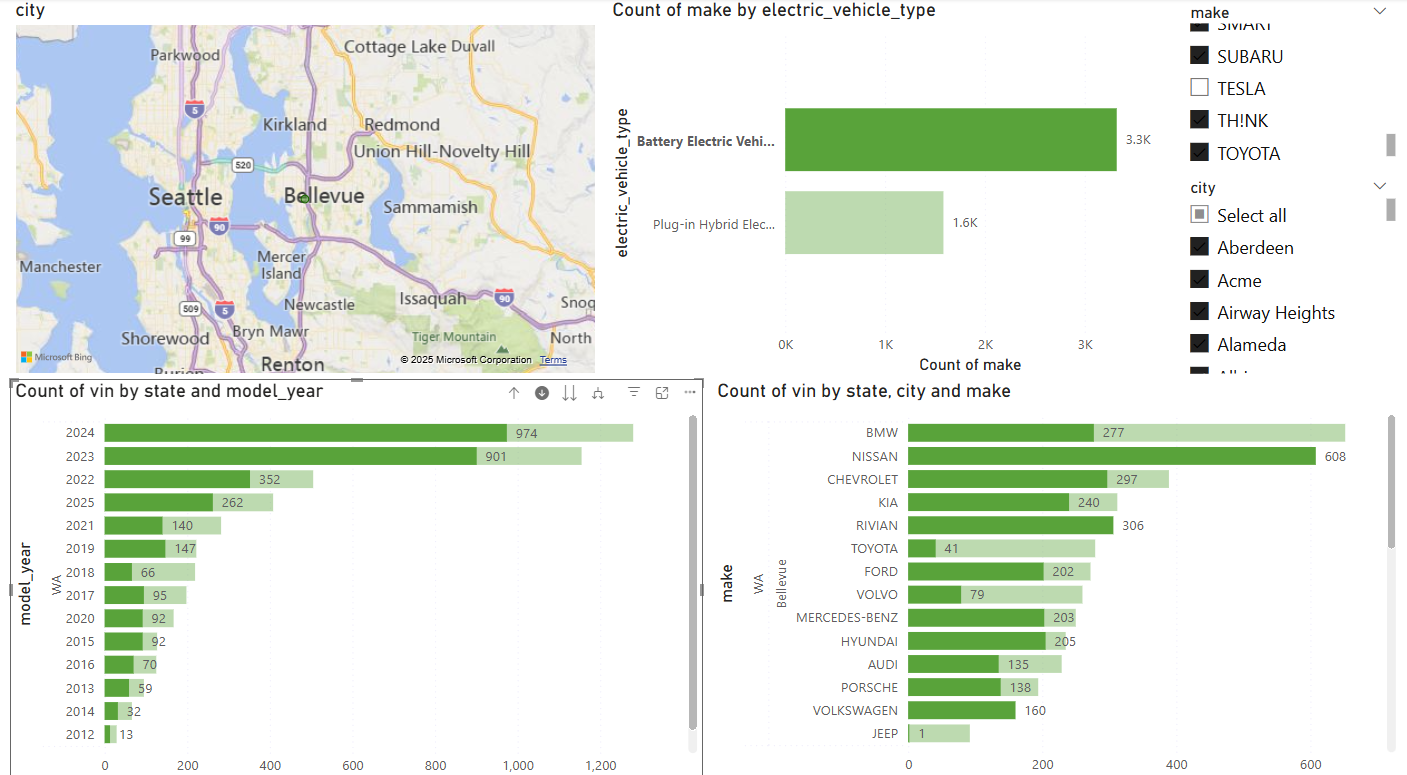 city
Parkwood
Cottage Lake
Duvall
5
Kirkland
Redmond
520
Union Hill-Novelty Hill
Seattle
Bellevue
Sammamish
90
99
Manchester
Mercer
Island
509
5
Newcastle
Issaquah
90
Snoq
Shorewood
Bryn Mawr
Tiger Mountain
North
Microsoft Bing
© 2025 Microsoft Corporation
Terms
Burien
Renton
Count of make by electric_vehicle_type
electric_vehicle_type
Battery Electric Vehi...
3.3K
Plug-in Hybrid Elec...
1.6K
0K 1K 2K 3K
Count of make
make
SMART
SUBARU
TESLA
TH!NK
TOYOTA
city
Select all
Aberdeen
Acme
Airway Heights
Alameda
Count of vin by state and model_year
model_year
WA
2024 974
2023 901
2022 352
2025 262
2021 140
2019 147
2018 66
2017 95
2020 92
2015 92
2016 70
2013 59
2014 32
2012 13
0 200 400 600 800 1,000 1,200
Count of vin by state, city and make
make
WA
Bellevue
BMW 277
NISSAN 608
CHEVROLET 297
KIA 240
RIVIAN 306
TOYOTA 41
FORD 202
VOLVO 79
MERCEDES-BENZ 203
HYUNDAI 205
AUDI 135
PORSCHE 138
VOLKSWAGEN 160
JEEP 1
0 200 400 600